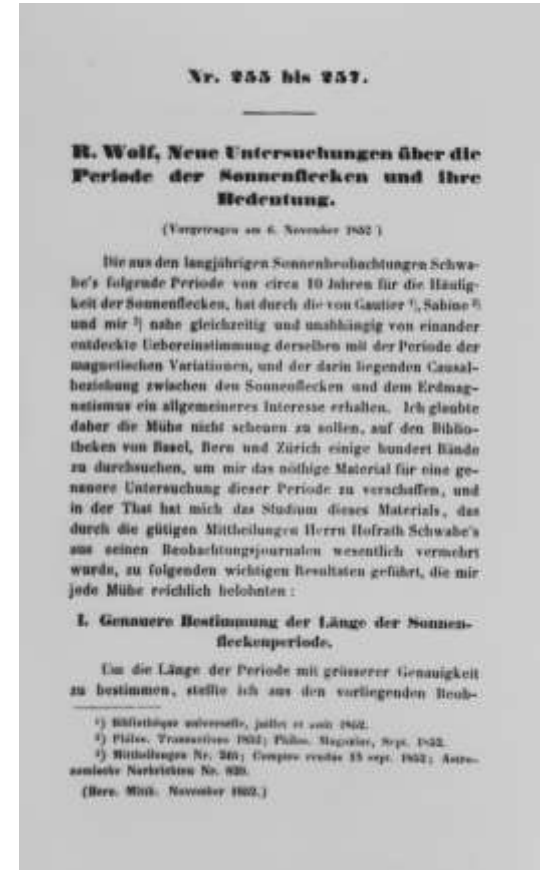 Nr. 255 bis 257.
R. Wolf, Neue Untersuchungen über die
Periode der Sonnenflecken und ihre
Bedeutung.
(Vorgetragen am 6. November 1852.)
Die aus den langjährigen Sonnenbeobachtungen Schwa-
be's folgende Periode von circa 10 Jahren für die Häufig-
keit der Sonnenflecken, hat durch die von Gautier ¹), Sabine ²)
und mir ³) nahe gleichzeitig und unabhängig von einander
entdeckte Uebereinstimmung derselben mit der Periode der
magnetischen Variationen, und der darin liegenden Causal-
beziehung zwischen den Sonnenflecken und dem Erdmag-
netismus ein allgemeineres Interesse erhalten. Ich glaubte
daher die Mühe nicht scheuen zu sollen, auf den Biblio-
theken von Basel, Bern und Zürich einige hundert Bände
zu durchsuchen, um mir das nöthige Material für eine ge-
nauere Untersuchung dieser Periode zu verschaffen, und
in der That hat mich das Studium dieses Materials, das
durch die gütigen Mittheilungen Herrn Hofrath Schwabe's
aus seinen Beobachtungsjournalen wesentlich vermehrt
wurde, zu folgenden wichtigen Resultaten geführt, die mir
jede Mühe reichlich belohnten :
I. Genauere Bestimmung der Länge der Sonnen-
fleckenperiode.
Um die Länge der Periode mit grösserer Genauigkeit
zu bestimmen, stellte ich aus den vorliegenden Beob-
¹) Bibliothèque universelle, juillet et août 1852.
²) Philos. Transactions 1852; Philos. Magazine, Sept. 1852.
³) Mittheilungen Nr. 245; Comptes rendus 13 sept. 1852; Astro-
nomische Nachrichten Nr. 820.
(Bern. Mitth. November 1852.)